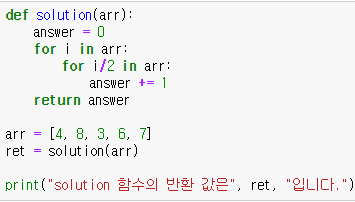 def solution(arr):
    answer = 0
    for i in arr:
        for i/2 in arr:
            answer += 1
    return answer

arr = [4, 8, 3, 6, 7]
ret = solution(arr)

print("solution 함수의 반환 값은", ret, "입니다.")